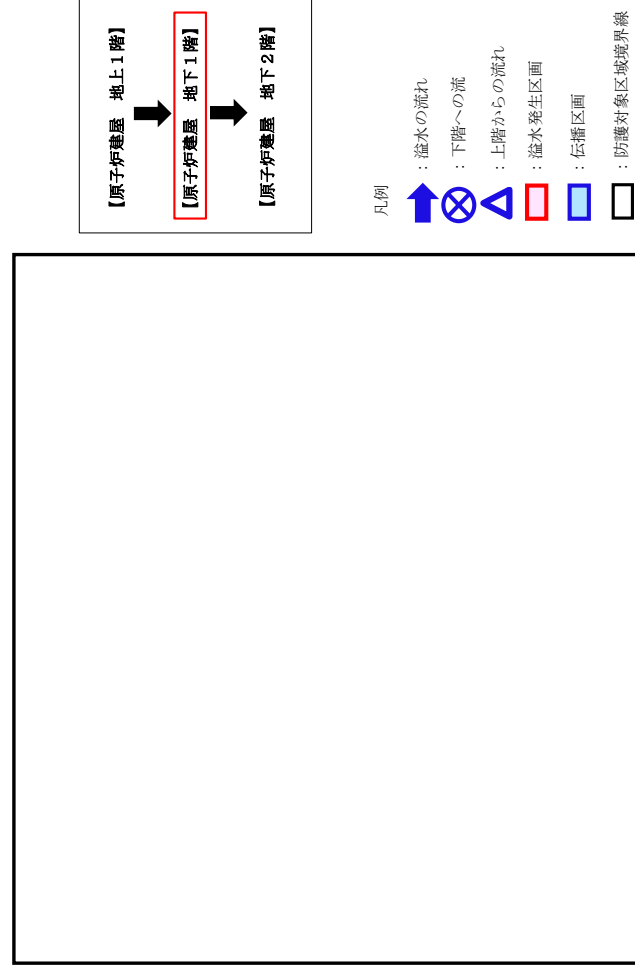 【原子炉建屋　地上１階】
【原子炉建屋　地下１階】
【原子炉建屋　地下２階】
凡例
：溢水の流れ
：下階への流
：上階からの流れ
：溢水発生区画
：伝播区画
：防護対象区域境界線